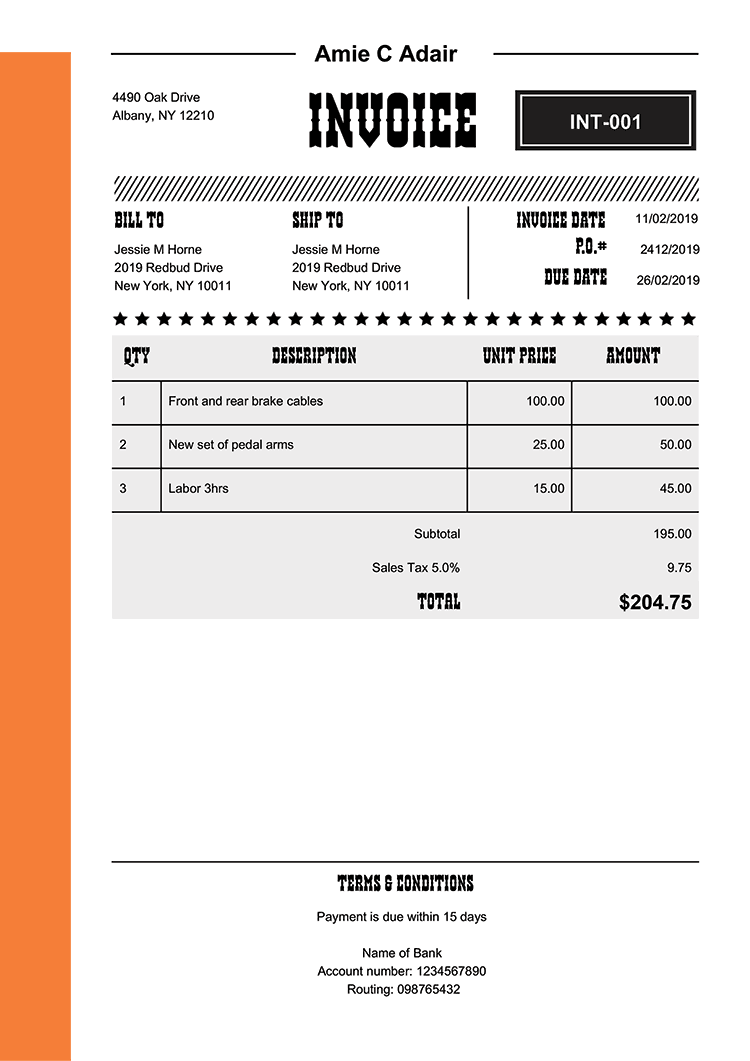 Amie C Adair
4490 Oak Drive
Albany, NY 12210
INVOICE
INT-001
BILL TO
Jessie M Horne
2019 Redbud Drive
New York, NY 10011
SHIP TO
Jessie M Horne
2019 Redbud Drive
New York, NY 10011
INVOICE DATE 11/02/2019
P.O.# 2412/2019
DUE DATE 26/02/2019
QTY DESCRIPTION UNIT PRICE AMOUNT
1 Front and rear brake cables 100.00 100.00
2 New set of pedal arms 25.00 50.00
3 Labor 3hrs 15.00 45.00
Subtotal 195.00
Sales Tax 5.0% 9.75
TOTAL $204.75
TERMS & CONDITIONS
Payment is due within 15 days
Name of Bank
Account number: 1234567890
Routing: 098765432